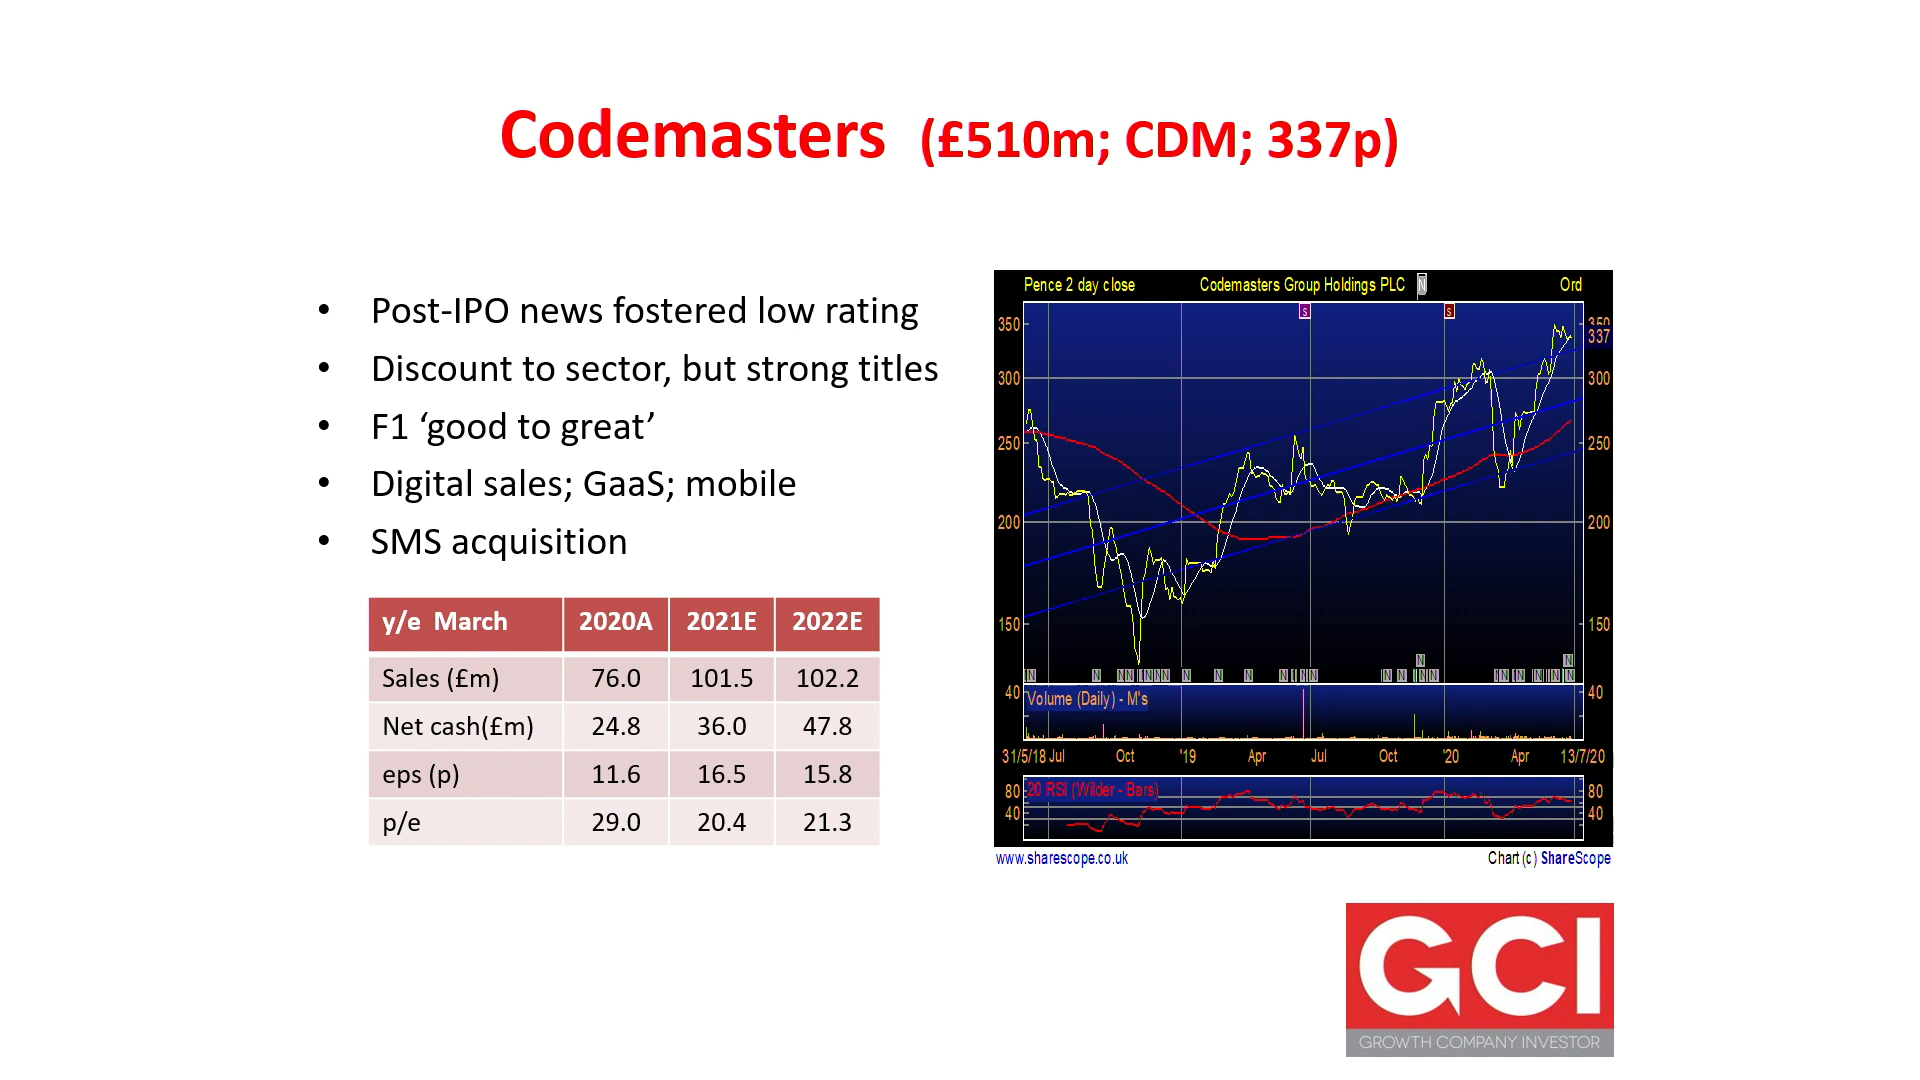 Codemasters (£510m; CDM; 337p)
• Post-IPO news fostered low rating
• Discount to sector, but strong titles
• F1 ‘good to great’
• Digital sales; GaaS; mobile
• SMS acquisition
y/e March 2020A 2021E 2022E
Sales (£m) 76.0 101.5 102.2
Net cash(£m) 24.8 36.0 47.8
eps (p) 11.6 16.5 15.8
p/e 29.0 20.4 21.3
Pence 2 day close Codemasters Group Holdings PLC N Ord
s s
350 350
337
300 300
250 250
200 200
150 150
40 Volume (Daily) - M's 40
31/5/18 Jul Oct '19 Apr Jul Oct '20 Apr 13/7/20
80 20 RSI (Wilder - Bars) 80
40 40
www.sharescope.co.uk Chart (c) ShareScope
GCI
GROWTH COMPANY INVESTOR